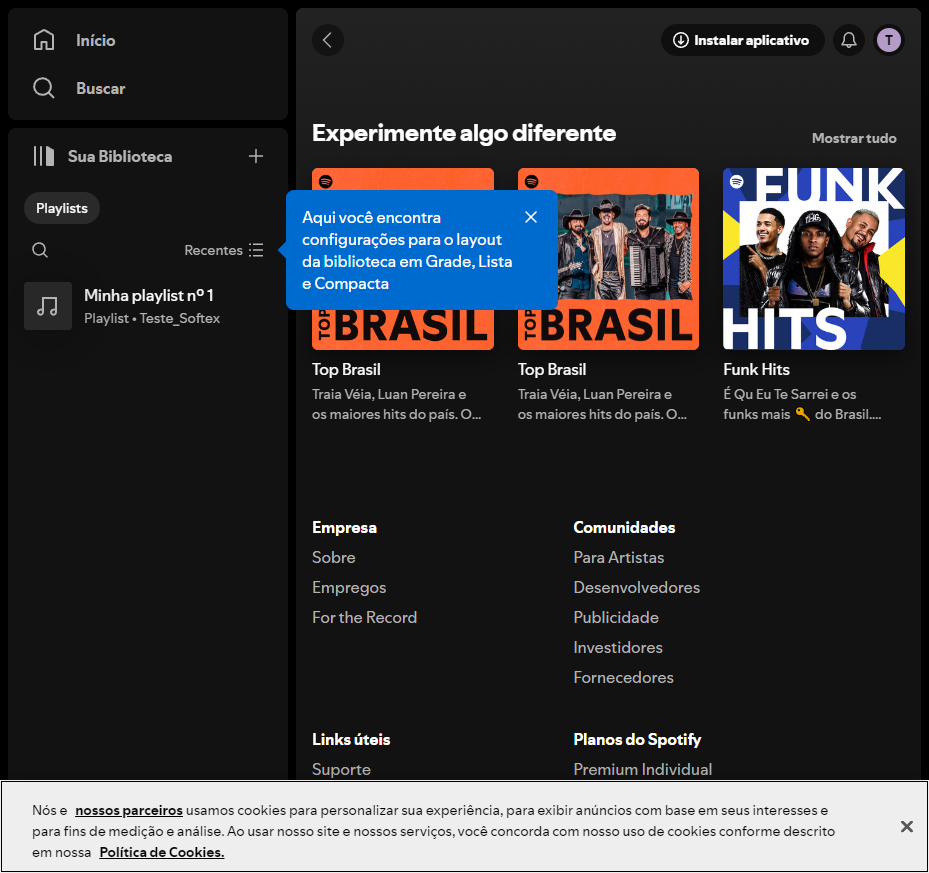 Início
Buscar
Sua Biblioteca
Playlists
Recentes
Minha playlist nº 1
Playlist • Teste_Softex
Instalar aplicativo
T
Experimente algo diferente
Mostrar tudo
Aqui você encontra
configurações para o layout
da biblioteca em Grade, Lista
e Compacta
TOP BRASIL
TOP BRASIL
FUNK
HITS
Top Brasil
Traia Véia, Luan Pereira e
os maiores hits do país. O...
Top Brasil
Traia Véia, Luan Pereira e
os maiores hits do país. O...
Funk Hits
É Qu Eu Te Sarrei e os
funks mais 🔑 do Brasil....
Empresa
Sobre
Empregos
For the Record
Comunidades
Para Artistas
Desenvolvedores
Publicidade
Investidores
Fornecedores
Links úteis
Suporte
Planos do Spotify
Premium Individual
Nós e nossos parceiros usamos cookies para personalizar sua experiência, para exibir anúncios com base em seus interesses e
para fins de medição e análise. Ao usar nosso site e nossos serviços, você concorda com nosso uso de cookies conforme descrito
em nossa Política de Cookies.